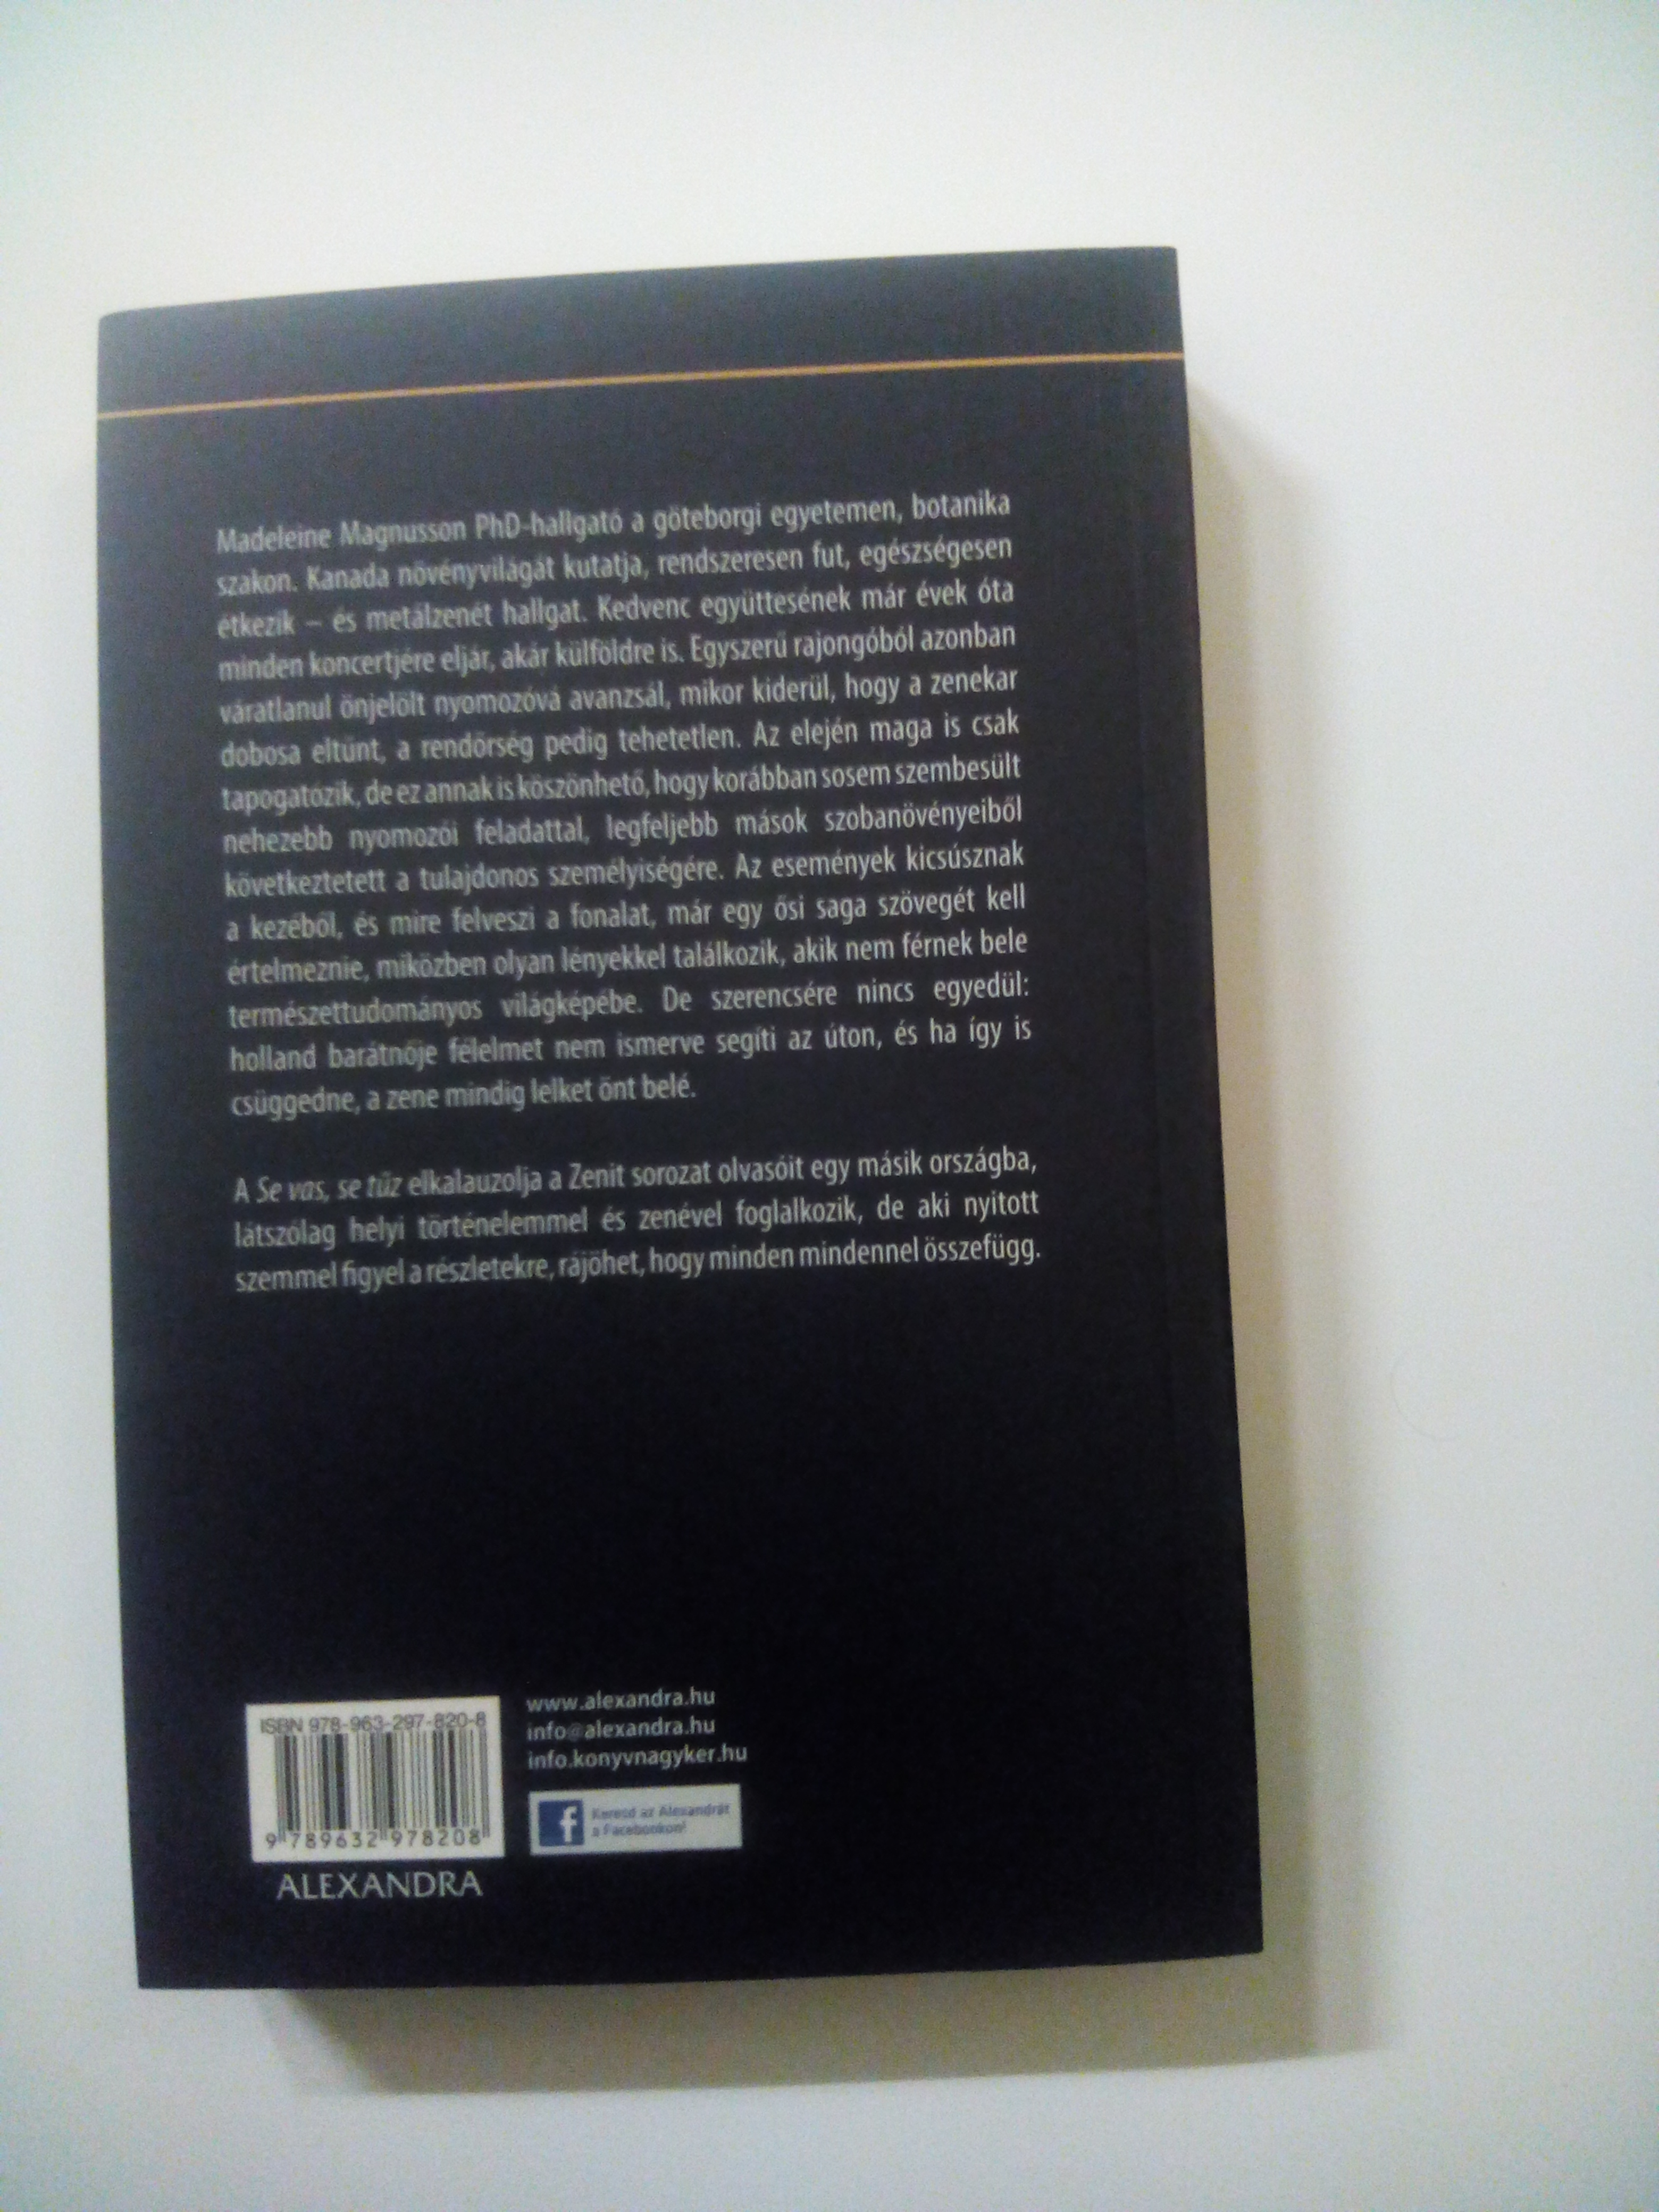 Madeleine Magnusson PhD-hallgató a göteborgi egyetemen, botanika
szakon. Kanada növényvilágát kutatja, rendszeresen fut, egészségesen
étkezik – és metálzenét hallgat. Kedvenc együttesének már évek óta
minden koncertjére eljár, akár külföldre is. Egyszerű rajongóból azonban
váratlanul önjelölt nyomozóvá avanzsál, mikor kiderül, hogy a zenekar
dobosa eltűnt, a rendőrség pedig tehetetlen. Az elején maga is csak
tapogatózik, de ez annak is köszönhető, hogy korábban sosem szembesült
nehezebb nyomozói feladattal, legfeljebb mások szobanövényeiből
következtetett a tulajdonos személyiségére. Az események kicsúsznak
a kezéből, és mire felveszi a fonalat, már egy ősi saga szövegét kell
értelmeznie, miközben olyan lényekkel találkozik, akik nem férnek bele
természettudományos világképébe. De szerencsére nincs egyedül:
holland barátnője félelmet nem ismerve segíti az úton, és ha így is
csüggedne, a zene mindig lelket önt belé.
A Se vas, se tűz elkalauzolja a Zenit sorozat olvasóit egy másik országba,
látszólag helyi történelemmel és zenével foglalkozik, de aki nyitott
szemmel figyel a részletekre, rájöhet, hogy minden mindennel összefügg.
ISBN 978-963-297-820-8
9 789632 978208
ALEXANDRA
www.alexandra.hu
info@alexandra.hu
info.konyvnagyker.hu
f
Keresd az Alexandrát
a Facebookon!